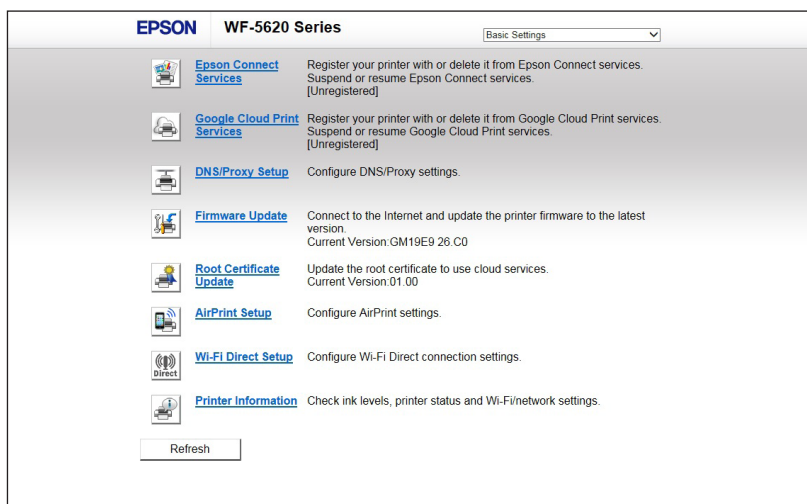 EPSON WF-5620 Series
Basic Settings
Epson Connect
Services
Register your printer with or delete it from Epson Connect services.
Suspend or resume Epson Connect services.
[Unregistered]
Google Cloud Print
Services
Register your printer with or delete it from Google Cloud Print services.
Suspend or resume Google Cloud Print services.
[Unregistered]
DNS/Proxy Setup
Configure DNS/Proxy settings.
Firmware Update
Connect to the Internet and update the printer firmware to the latest
version.
Current Version:GM19E9 26.C0
Root Certificate
Update
Update the root certificate to use cloud services.
Current Version:01.00
AirPrint Setup
Configure AirPrint settings.
Direct
Wi-Fi Direct Setup
Configure Wi-Fi Direct connection settings.
Printer Information
Check ink levels, printer status and Wi-Fi/network settings.
Refresh